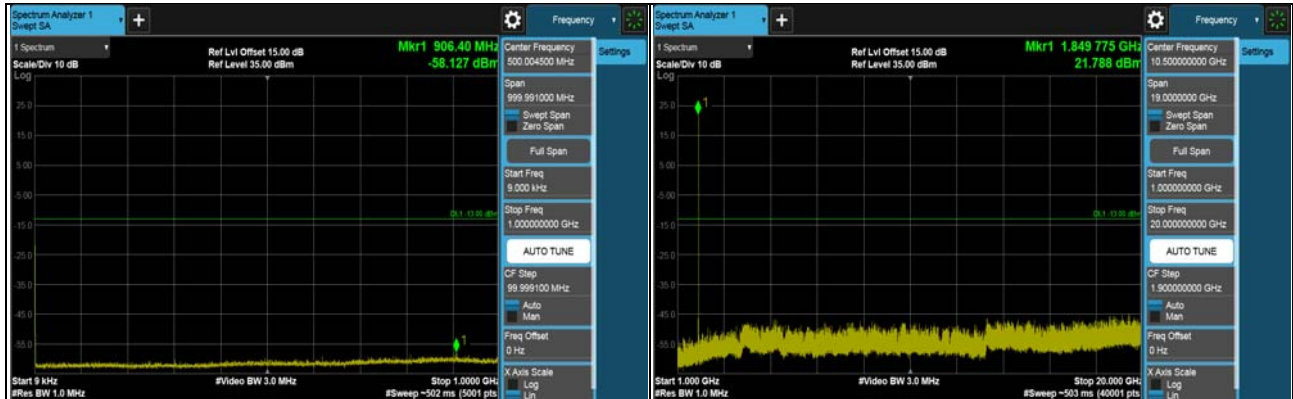 Spectrum Analyzer 1
Swept SA
+
Frequency
1 Spectrum
Scale/Div 10 dB
Log
Ref Lvl Offset 15.00 dB
Ref Level 35.00 dBm
Mkr1 906.40 MHz
-58.127 dBm
25.0
15.0
5.00
-5.00
-15.0
-25.0
-35.0
-45.0
-55.0
DL1 -13.00 dBm
1
Start 9 kHz
#Res BW 1.0 MHz
#Video BW 3.0 MHz
Stop 1.0000 GHz
#Sweep ~502 ms (5001 pts
Center Frequency
500.004500 MHz
Settings
Span
999.991000 MHz
Swept Span
Zero Span
Full Span
Start Freq
9.000 kHz
Stop Freq
1.000000000 GHz
AUTO TUNE
CF Step
99.999100 MHz
Auto
Man
Freq Offset
0 Hz
X Axis Scale
Log
Lin
Spectrum Analyzer 1
Swept SA
+
Frequency
1 Spectrum
Scale/Div 10 dB
Log
Ref Lvl Offset 15.00 dB
Ref Level 35.00 dBm
Mkr1 1.849 775 GHz
21.788 dBm
25.0
15.0
5.00
-5.00
-15.0
-25.0
-35.0
-45.0
-55.0
DL1 -13.00 dBm
1
Start 1.000 GHz
#Res BW 1.0 MHz
#Video BW 3.0 MHz
Stop 20.000 GHz
#Sweep ~503 ms (40001 pts
Center Frequency
10.500000000 GHz
Settings
Span
19.0000000 GHz
Swept Span
Zero Span
Full Span
Start Freq
1.000000000 GHz
Stop Freq
20.000000000 GHz
AUTO TUNE
CF Step
1.900000000 GHz
Auto
Man
Freq Offset
0 Hz
X Axis Scale
Log
Lin